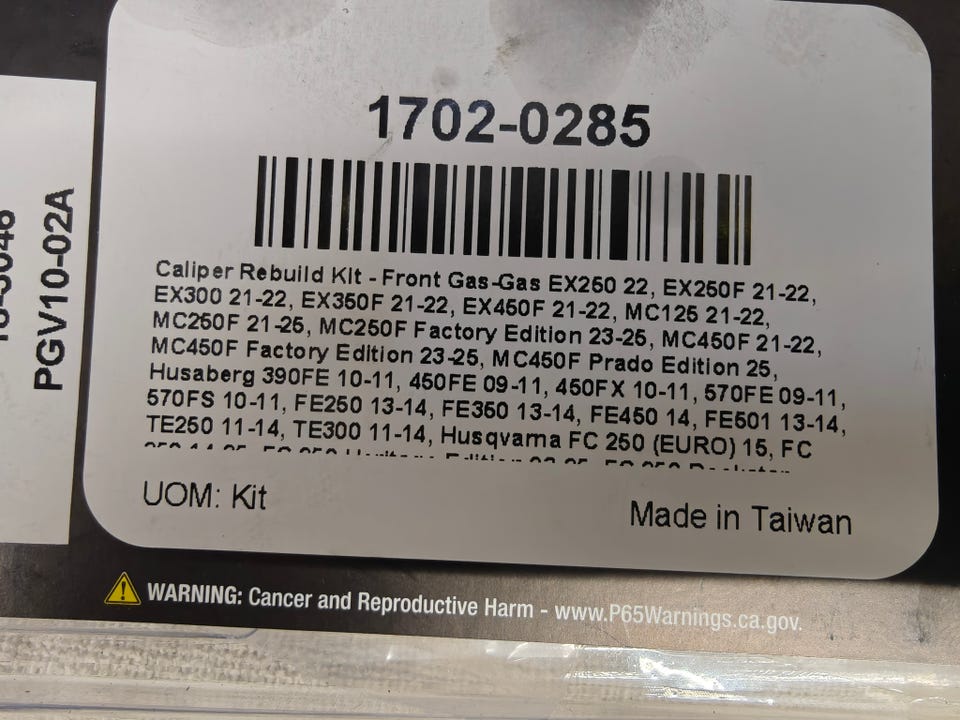 1702-0285
Caliper Rebuild Kit - Front Gas-Gas EX250 22, EX250F 21-22,
EX300 21-22, EX350F 21-22, EX450F 21-22, MC125 21-22,
MC250F 21-25, MC250F Factory Edition 23-25, MC450F 21-22,
MC450F Factory Edition 23-25, MC450F Prado Edition 25,
Husaberg 390FE 10-11, 450FE 09-11, 450FX 10-11, 570FE 09-11,
570FS 10-11, FE250 13-14, FE350 13-14, FE450 14, FE501 13-14,
TE250 11-14, TE300 11-14, Husqvarna FC 250 (EURO) 15, FC
UOM: Kit
Made in Taiwan
WARNING: Cancer and Reproductive Harm - www.P65Warnings.ca.gov.
PGV10-02A